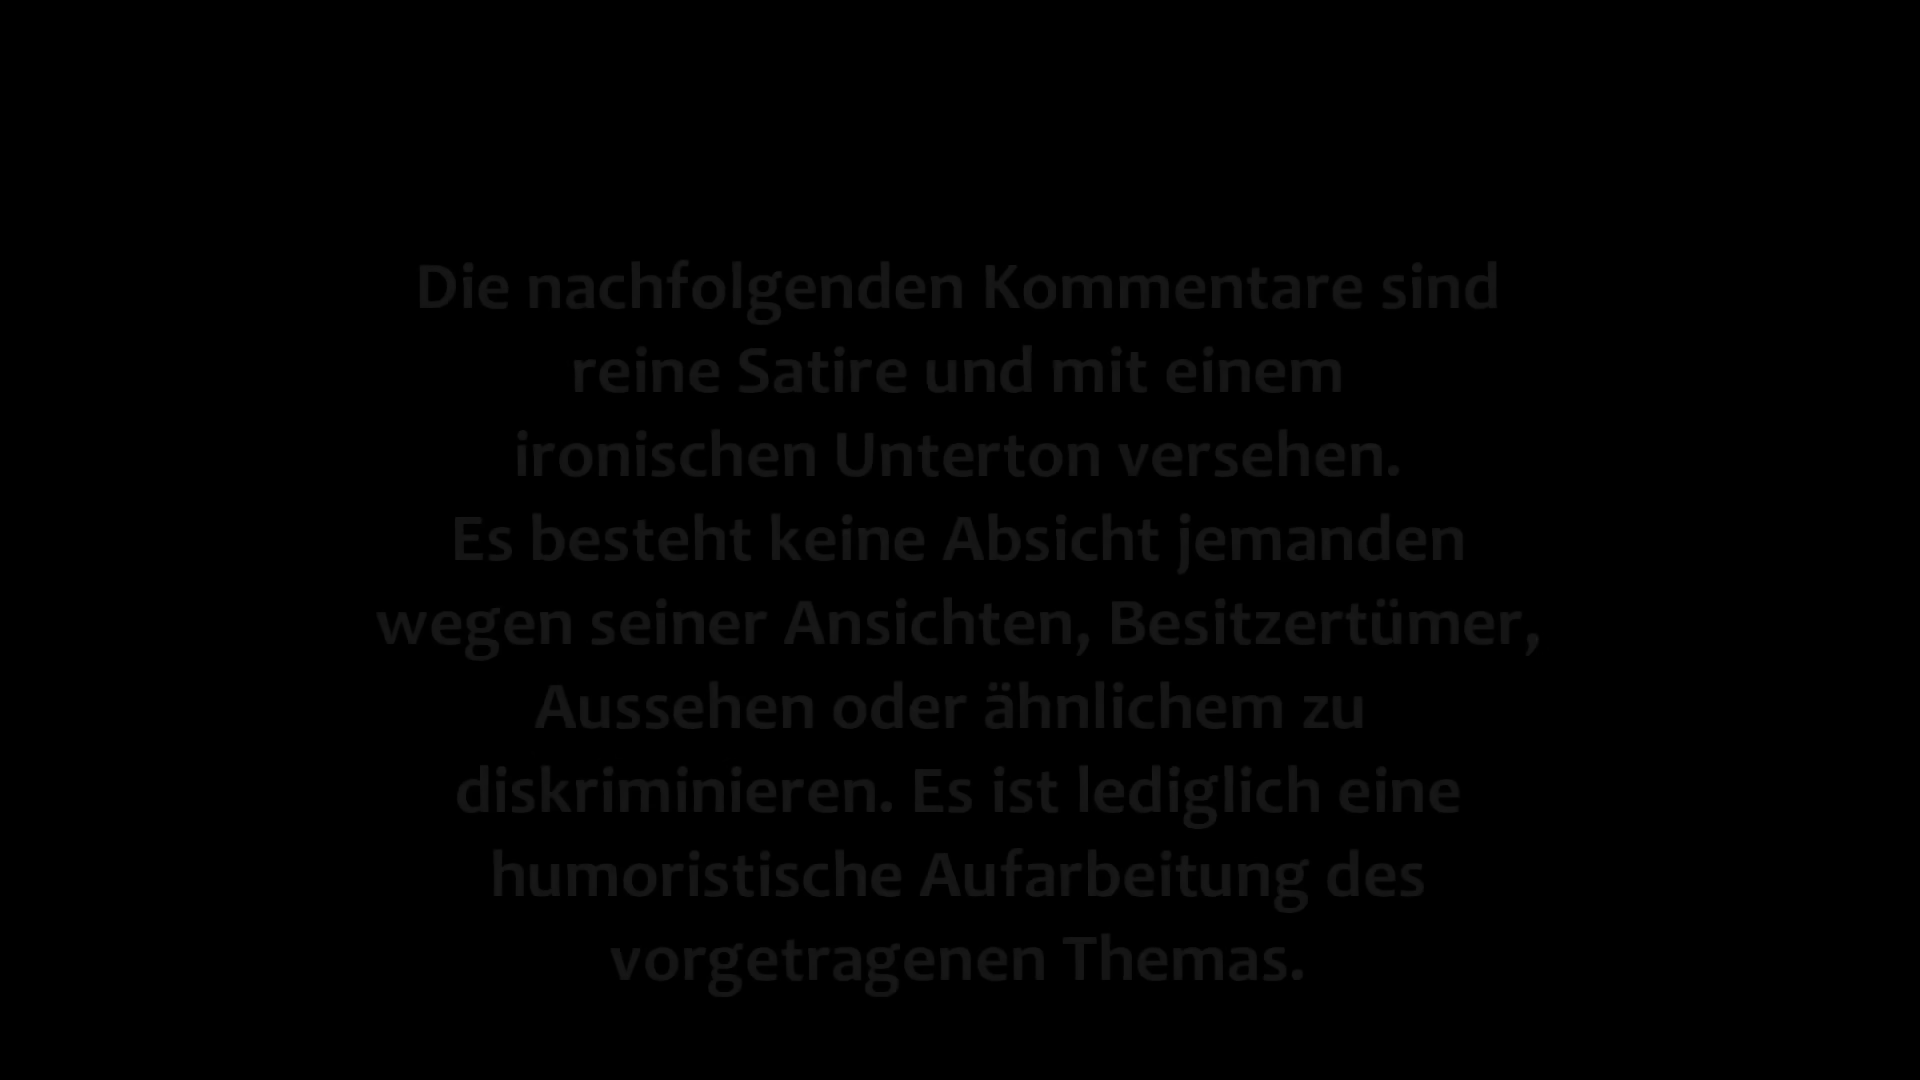 Die nachfolgenden Kommentare sind
reine Satire und mit einem
ironischen Unterton versehen.
Es besteht keine Absicht jemanden
wegen seiner Ansichten, Besitzertümer,
Aussehen oder ähnlichem zu
diskriminieren. Es ist lediglich eine
humoristische Aufarbeitung des
vorgetragenen Themas.